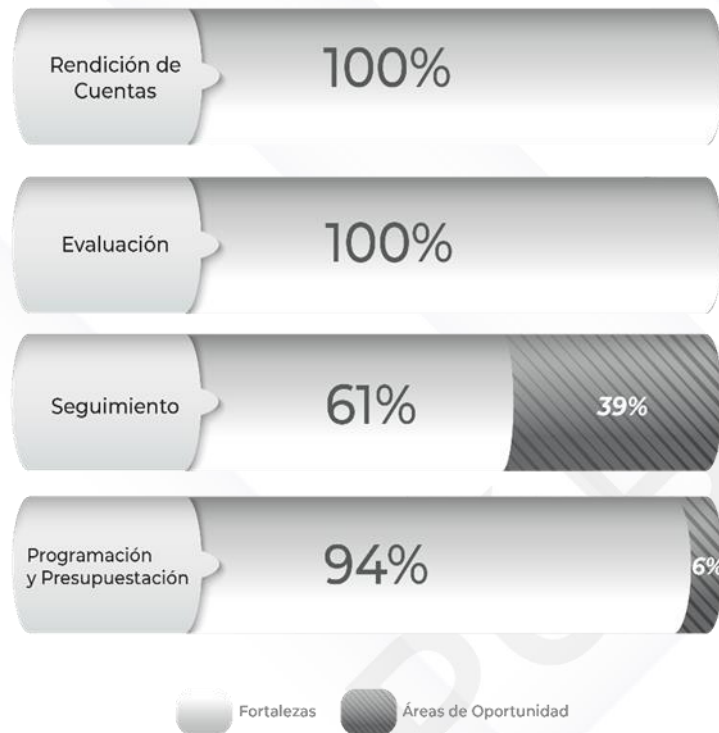 Rendición de
Cuentas
100%
Evaluación
100%
Seguimiento
61%
39%
Programación
y Presupuestación
94%
6%
Fortalezas
Áreas de Oportunidad